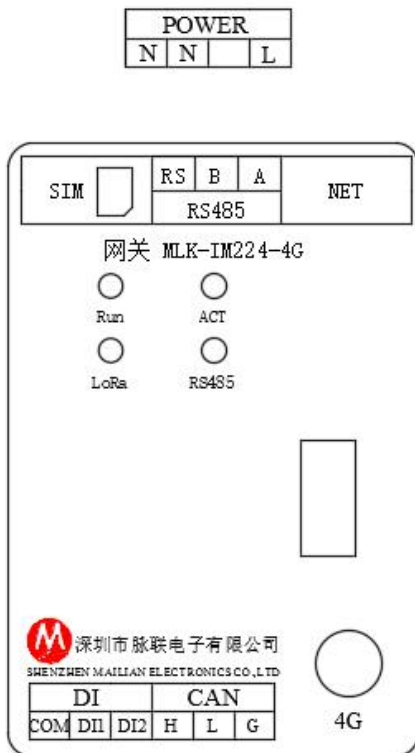 POWER
N N L
SIM RS B A NET
RS485
网关 MLK-IM224-4G
Run ACT
LoRa RS485
M 深圳市脉联电子有限公司
SHENZHEN MAILIAN ELECTRONICS CO.,LTD
DI CAN
COM DI1 DI2 H L G
4G